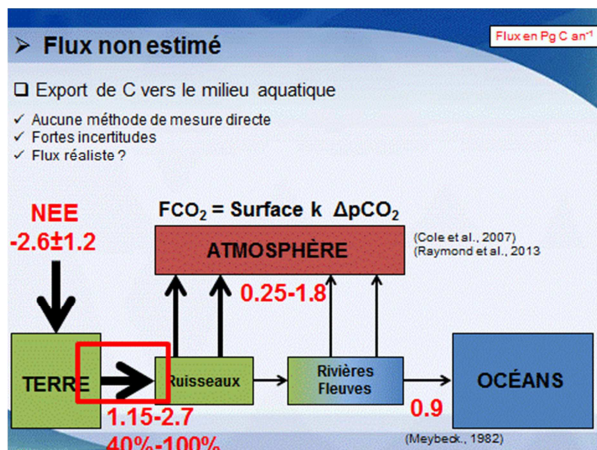 ➤ Flux non estimé
Flux en Pg C an⁻¹
❑ Export de C vers le milieu aquatique
✓ Aucune méthode de mesure directe
✓ Fortes incertitudes
✓ Flux réaliste ?
NEE
-2.6±1.2
FCO₂ = Surface k ΔpCO₂
ATMOSPHÈRE
(Cole et al., 2007)
(Raymond et al., 2013
0.25-1.8
TERRE
Ruisseaux
Rivières
Fleuves
OCÉANS
1.15-2.7
40%-100%
0.9
(Meybeck., 1982)